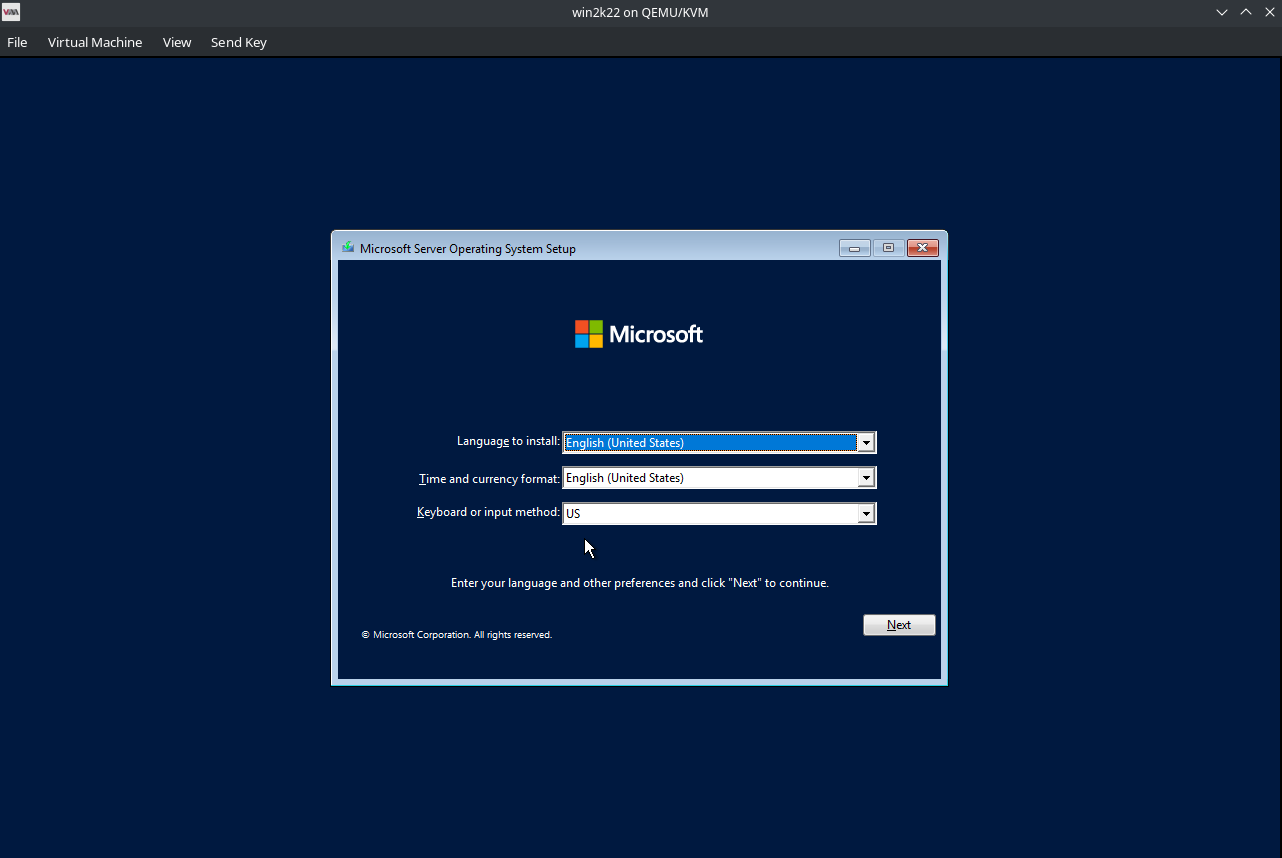 win2k22 on QEMU/KVM
File Virtual Machine View Send Key
Microsoft Server Operating System Setup
Microsoft
Language to install: English (United States)
Time and currency format: English (United States)
Keyboard or input method: US
Enter your language and other preferences and click "Next" to continue.
Next
© Microsoft Corporation. All rights reserved.